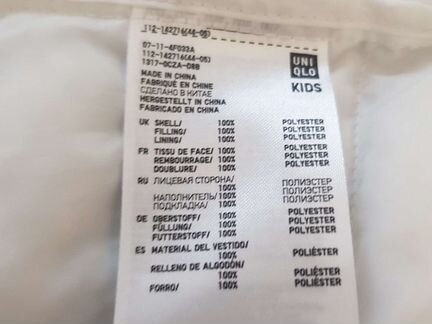 112-142716(44-05)
07-11-4F033A
112-142716(44-05)
1317-0CZA-D8B
UNI
QLO
KIDS
MADE IN CHINA
FABRIQUÉ EN CHINE
СДЕЛАНО В КИТАЕ
HERGESTELLT IN CHINA
FABRICADO EN CHINA
UK SHELL/ 100% POLYESTER
FILLING/ 100% POLYESTER
LINING/ 100% POLYESTER
FR TISSU DE FACE/ 100% POLYESTER
REMBOURRAGE/ 100% POLYESTER
DOUBLURE/ 100% POLYESTER
RU ЛИЦЕВАЯ СТОРОНА/ ПОЛИЭСТЕР
100%
НАПОЛНИТЕЛЬ/ 100% ПОЛИЭСТЕР
ПОДКЛАДКА/ 100% ПОЛИЭСТЕР
DE OBERSTOFF/ 100% POLYESTER
FÜLLUNG/ 100% POLYESTER
FUTTERSTOFF/ 100% POLYESTER
ES MATERIAL DEL VESTIDO/ POLIÉSTER
100%
RELLENO DE ALGODÓN/ POLIÉSTER
100%
FORRO/ 100% POLIÉSTER